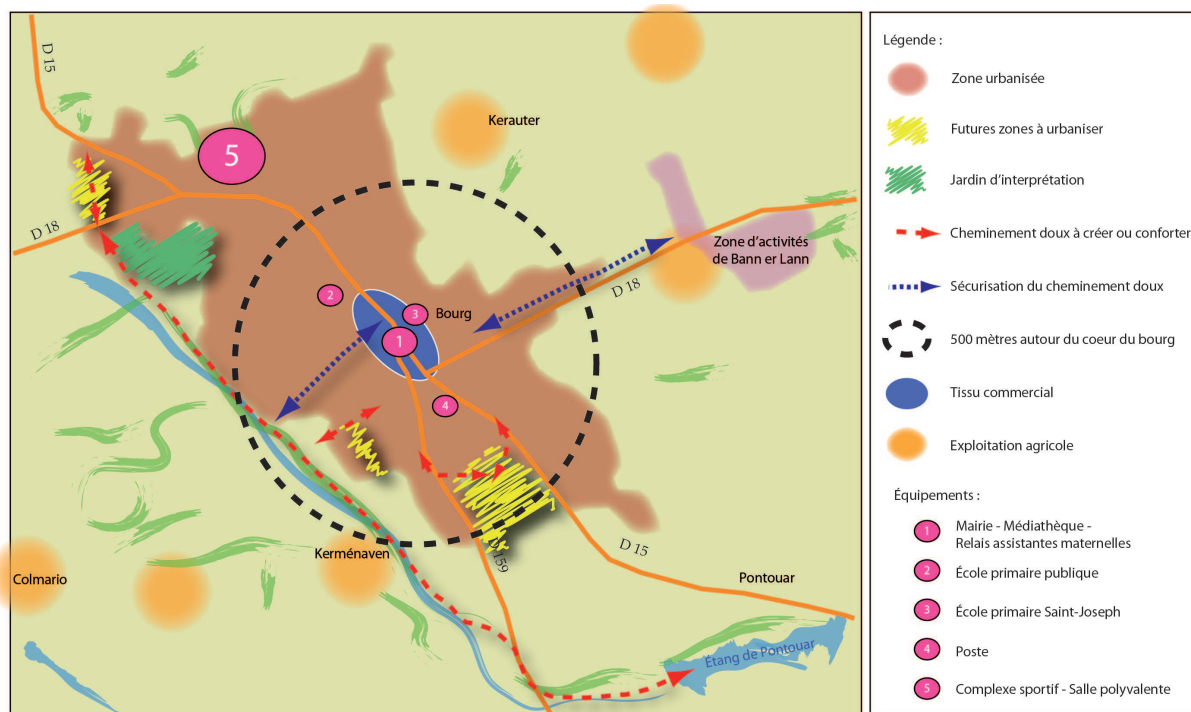 D 15
Kerauter
5
D 18
Zone d'activités
de Bann er Lann
D 18
2
3
Bourg
1
4
Kerménaven
D 159
D 15
Colmario
Pontouar
Étang de Pontouar
Légende :
Zone urbanisée
Futures zones à urbaniser
Jardin d'interprétation
Cheminement doux à créer ou conforter
Sécurisation du cheminement doux
500 mètres autour du coeur du bourg
Tissu commercial
Exploitation agricole
Équipements :
1
Mairie - Médiathèque -
Relais assistantes maternelles
2
École primaire publique
3
École primaire Saint-Joseph
4
Poste
5
Complexe sportif - Salle polyvalente